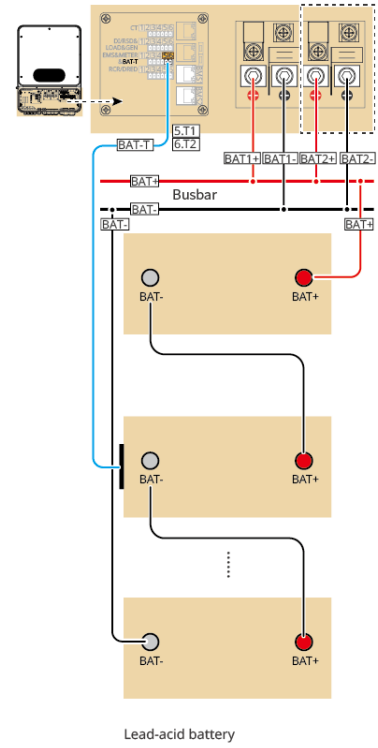 CT
DI/RSD&
LOAD&GEN
EMS&METER
&BAT-T
RCR/DRED
BAT-T
5.T1
6.T2
BAT1+ BAT1- BAT2+ BAT2-
BAT+
Busbar
BAT-
BAT- BAT+
BAT- BAT+
BAT- BAT+
BAT- BAT+
Lead-acid battery